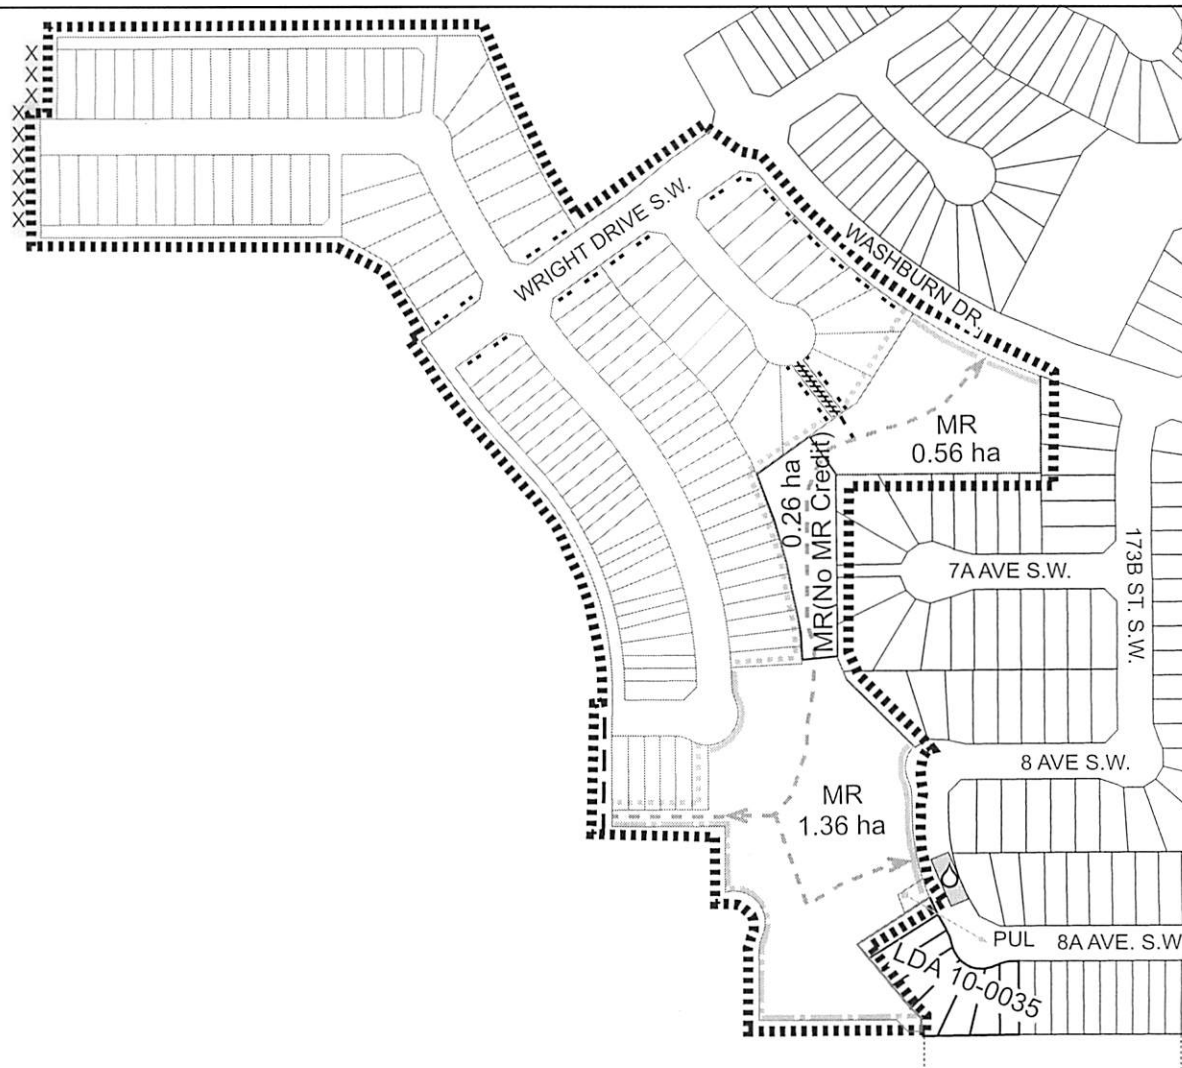 X
X
X
X
X
X
X
X
X
WRIGHT DRIVE S.W.
WASHBURN DR.
MR
0.56 ha
0.26 ha
MR(No MR Credit)
7A AVE S.W.
173B ST. S.W.
8 AVE S.W.
MR
1.36 ha
PUL
8A AVE. S.W
LDA 10-0035